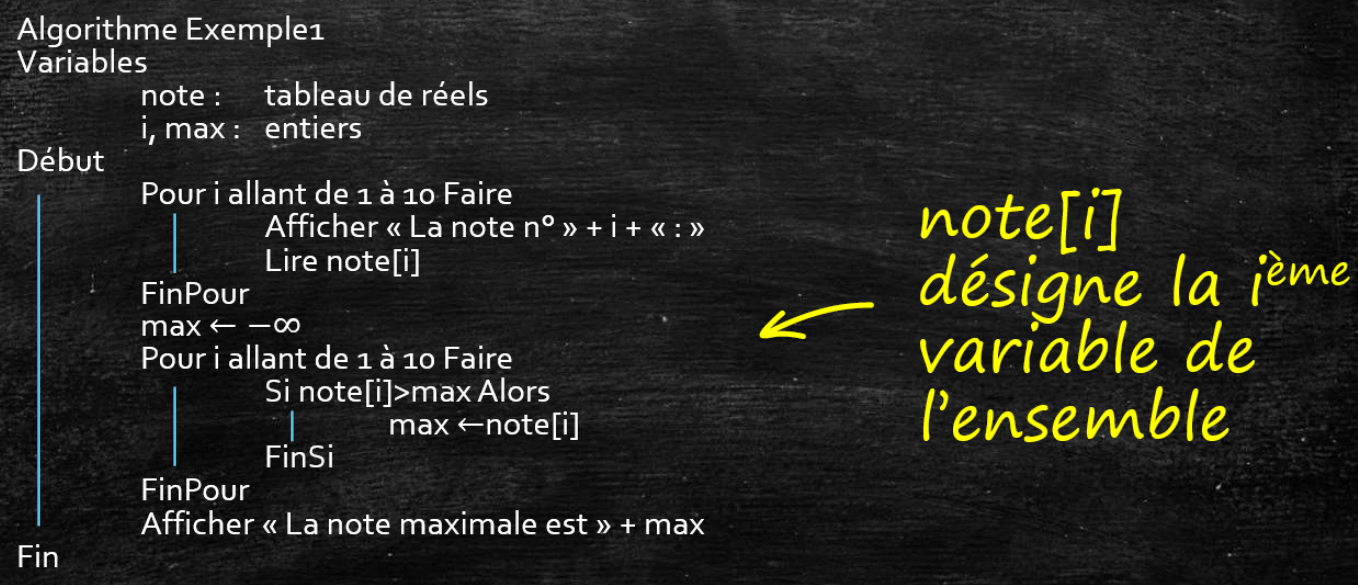 Algorithme Exemple1
Variables
note : tableau de réels
i, max : entiers
Début
Pour i allant de 1 à 10 Faire
Afficher « La note n° » + i + « : »
Lire note[i]
FinPour
max ← −∞
Pour i allant de 1 à 10 Faire
Si note[i]>max Alors
max ←note[i]
FinSi
FinPour
Afficher « La note maximale est » + max
Fin
note[i]
désigne la ième
variable de
l'ensemble